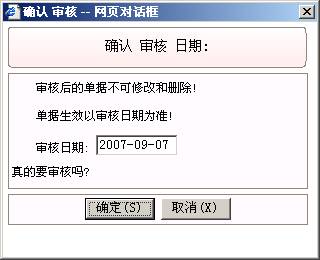 确认 审核 -- 网页对话框
确认 审核 日期:
审核后的单据不可修改和删除!
单据生效以审核日期为准!
审核日期: 2007-09-07
真的要审核吗?
确定(S) 取消(X)